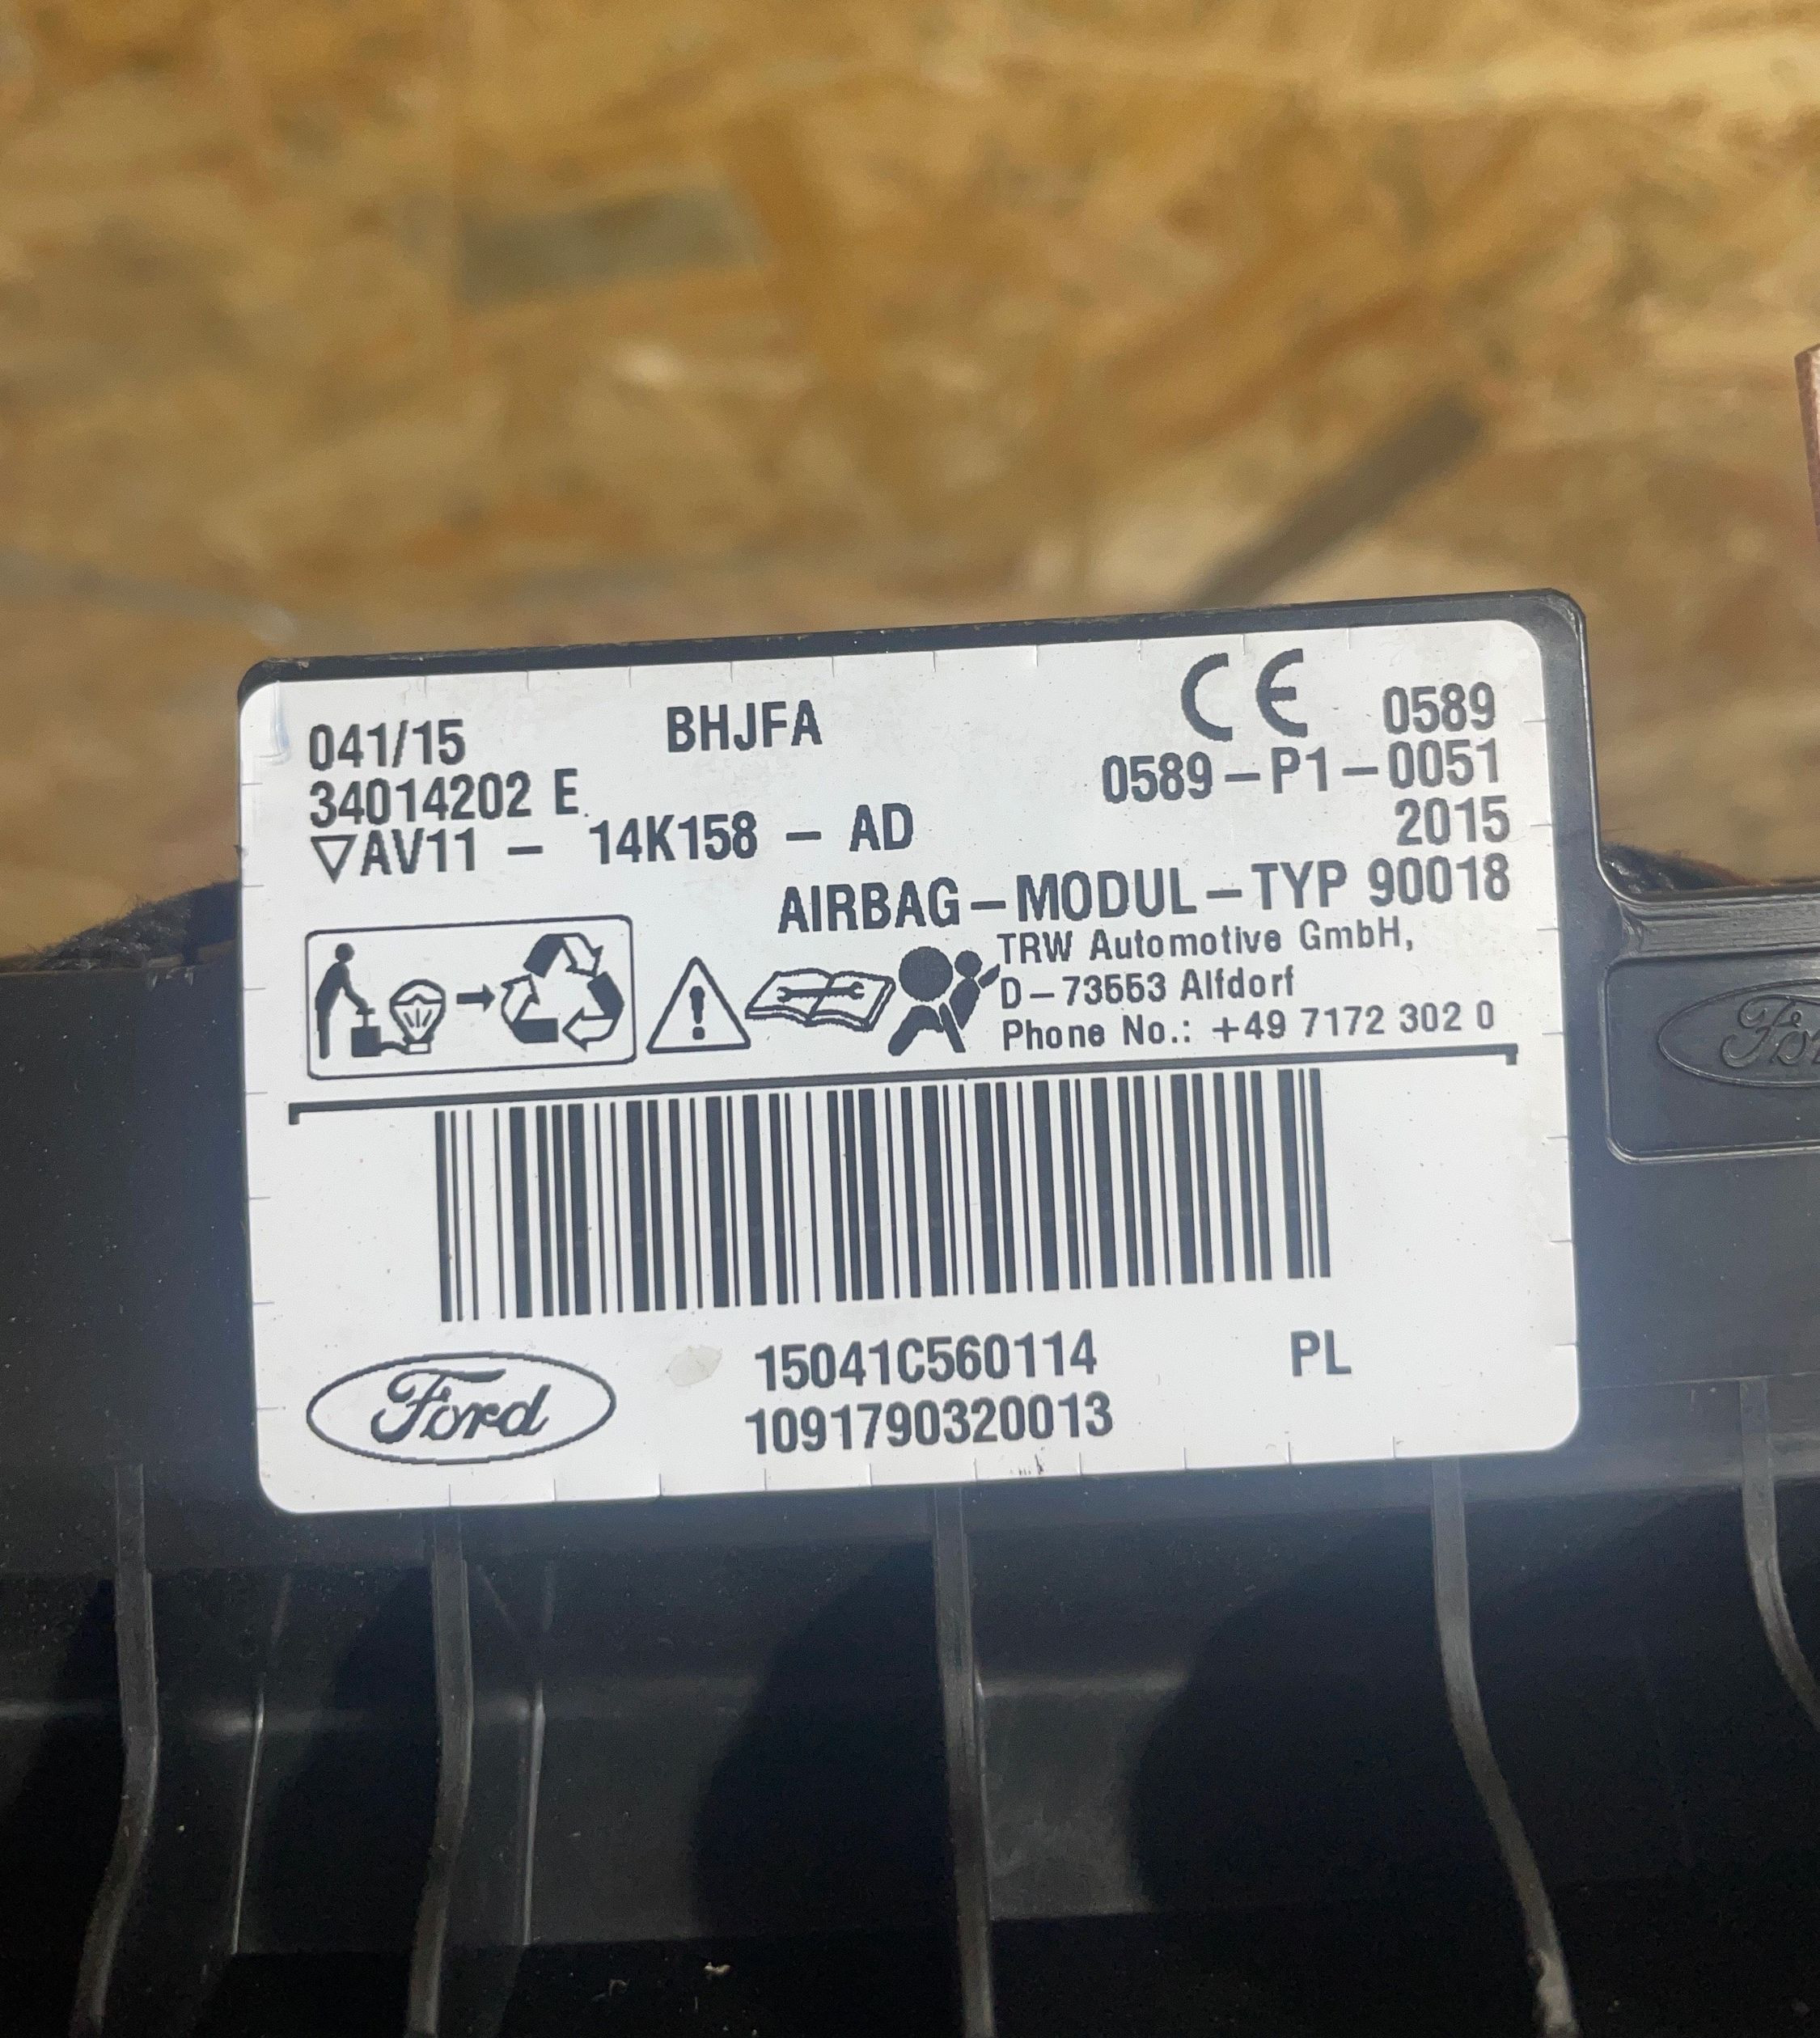 041/15 BHJFA CE 0589
34014202 E 0589-P1-0051
▽AV11 - 14K158 - AD 2015
AIRBAG-MODUL-TYP 90018
TRW Automotive GmbH,
D-73553 Alfdorf
Phone No.: +49 7172 302 0
15041C560114 PL
1091790320013
Ford
Ford